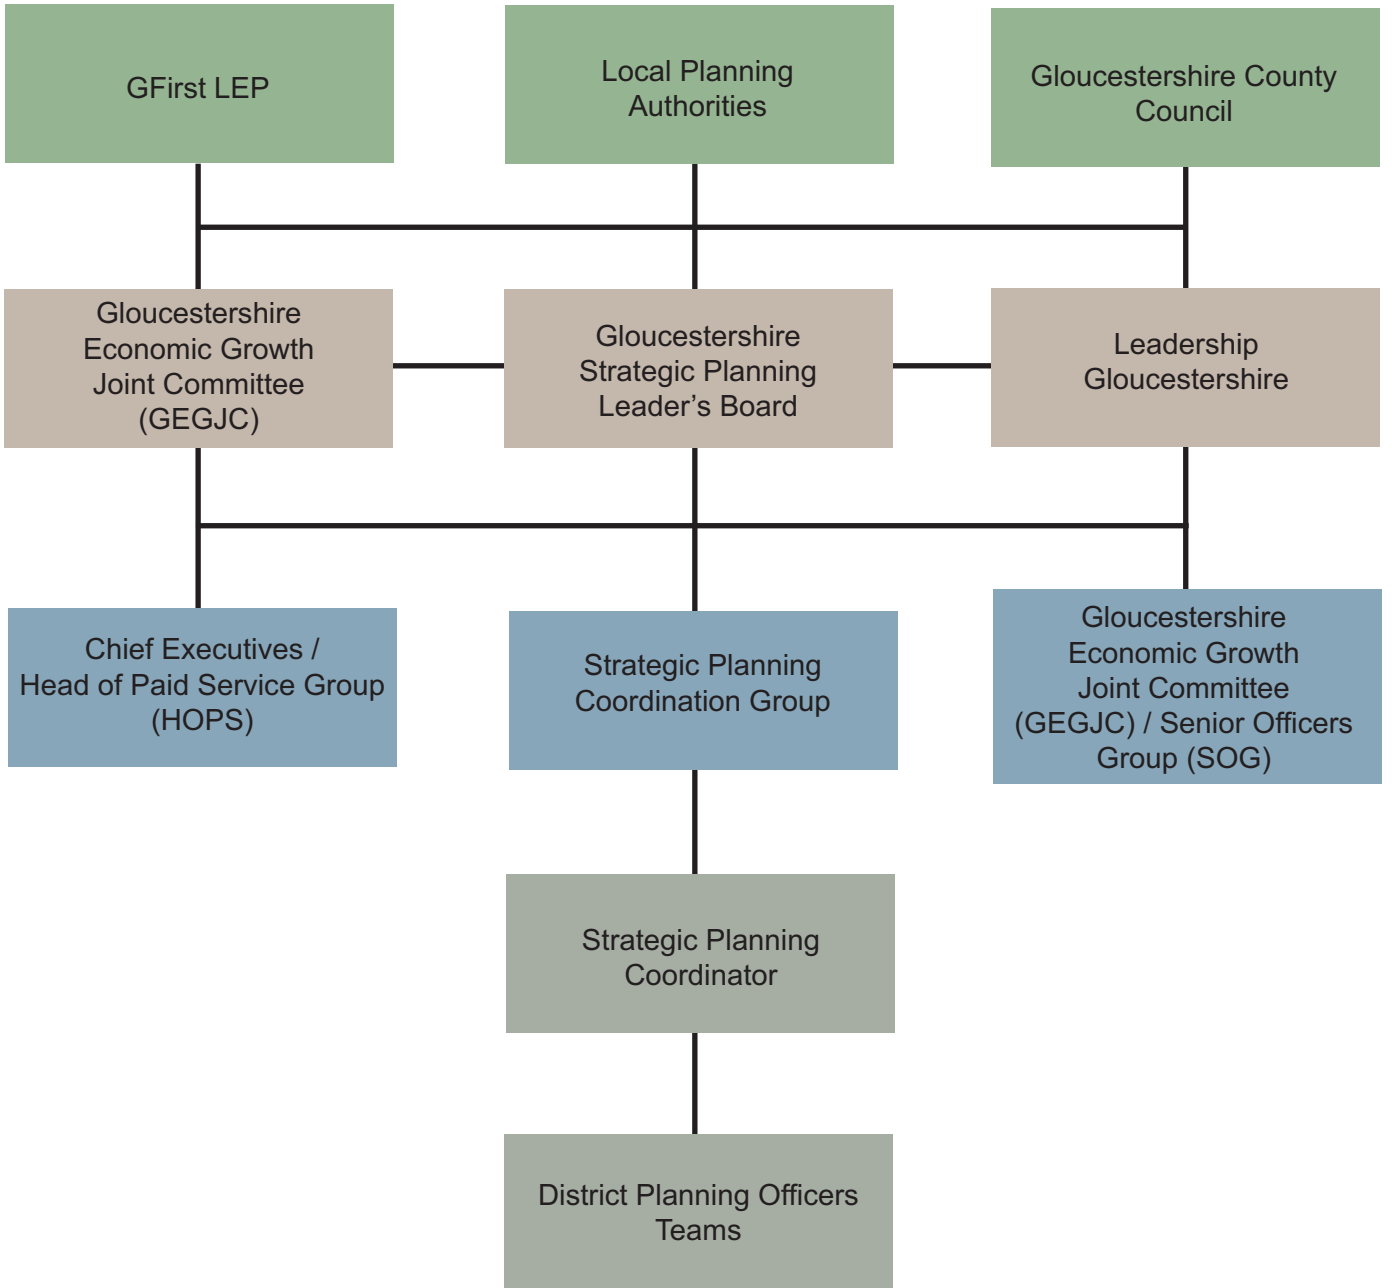 GFirst LEP
Local Planning
Authorities
Gloucestershire County
Council
Gloucestershire
Economic Growth
Joint Committee
(GEGJC)
Gloucestershire
Strategic Planning
Leader’s Board
Leadership
Gloucestershire
Chief Executives /
Head of Paid Service Group
(HOPS)
Strategic Planning
Coordination Group
Gloucestershire
Economic Growth
Joint Committee
(GEGJC) / Senior Officers
Group (SOG)
Strategic Planning
Coordinator
District Planning Officers
Teams